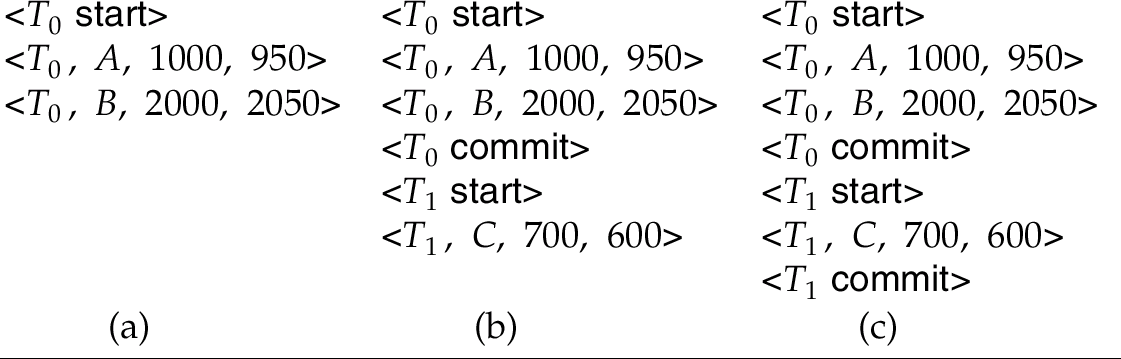 <T0 start>
<T0, A, 1000, 950>
<T0, B, 2000, 2050>
(a)
<T0 start>
<T0, A, 1000, 950>
<T0, B, 2000, 2050>
<T0 commit>
<T1 start>
<T1, C, 700, 600>
(b)
<T0 start>
<T0, A, 1000, 950>
<T0, B, 2000, 2050>
<T0 commit>
<T1 start>
<T1, C, 700, 600>
<T1 commit>
(c)